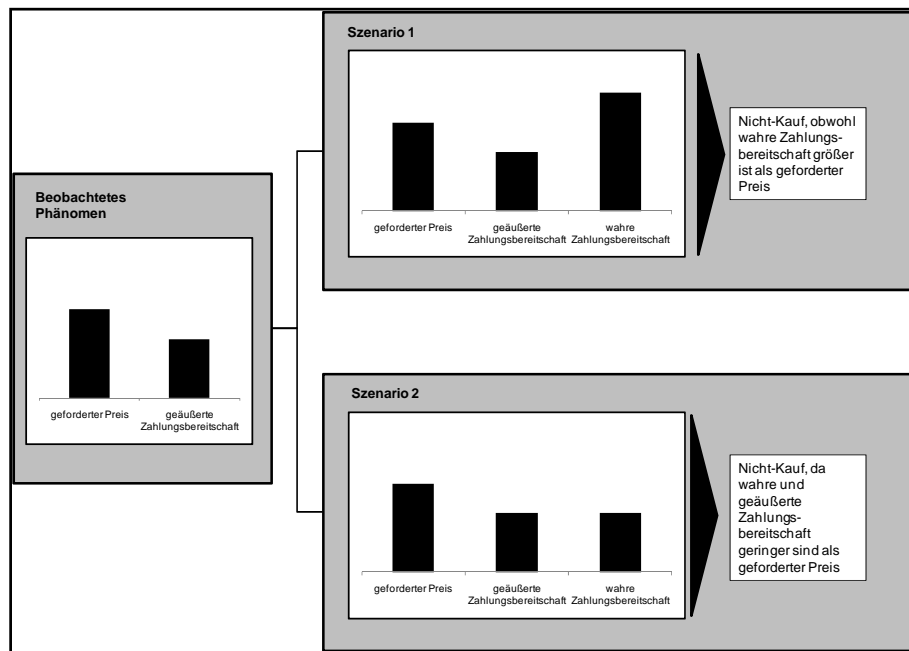 Beobachtetes
Phänomen
geforderter Preis
geäußerte
Zahlungsbereitschaft
Szenario 1
geforderter Preis
geäußerte
Zahlungsbereitschaft
wahre
Zahlungsbereitschaft
Nicht-Kauf, obwohl
wahre Zahlungs-
bereitschaft größer
ist als geforderter
Preis
Szenario 2
geforderter Preis
geäußerte
Zahlungsbereitschaft
wahre
Zahlungsbereitschaft
Nicht-Kauf, da
wahre und
geäußerte
Zahlungs-
bereitschaft
geringer sind als
geforderter Preis